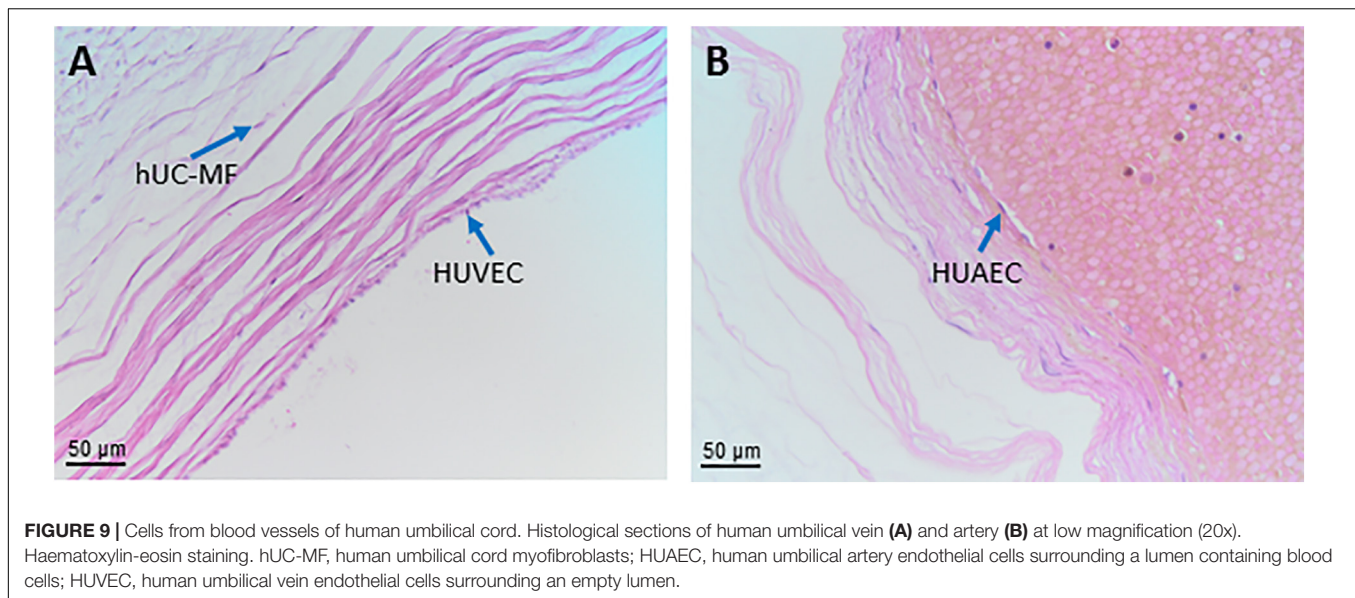 A
hUC-MF
HUVEC
50 µm
B
HUAEC
50 µm
FIGURE 9 | Cells from blood vessels of human umbilical cord. Histological sections of human umbilical vein (A) and artery (B) at low magnification (20x).
Haematoxylin-eosin staining. hUC-MF, human umbilical cord myofibroblasts; HUAEC, human umbilical artery endothelial cells surrounding a lumen containing blood
cells; HUVEC, human umbilical vein endothelial cells surrounding an empty lumen.